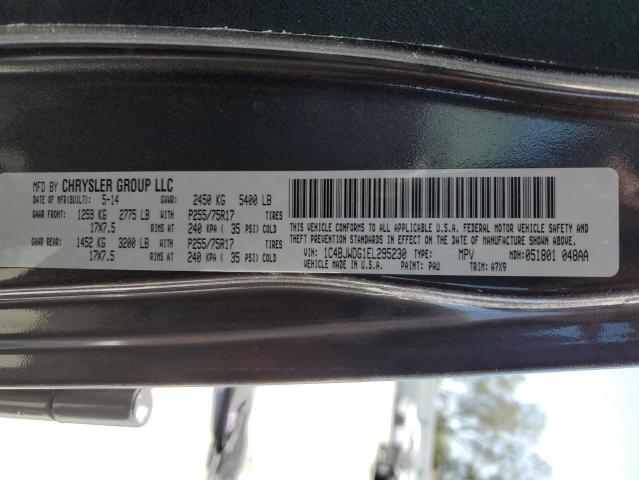 MFD BY CHRYSLER GROUP LLC
DATE OF MFR(BUILT): 5-14 GVWR: 2450 KG 5400 LB
GAWR FRONT: 1259 KG 2775 LB WITH P255/75R17 TIRES
17X7.5 RIMS AT 240 KPA ( 35 PSI) COLD
GAWR REAR: 1452 KG 3200 LB WITH P255/75R17 TIRES
17X7.5 RIMS AT 240 KPA ( 35 PSI) COLD
THIS VEHICLE CONFORMS TO ALL APPLICABLE U.S.A. FEDERAL MOTOR VEHICLE SAFETY AND
THEFT PREVENTION STANDARDS IN EFFECT ON THE DATE OF MANUFACTURE SHOWN ABOVE.
VIN: 1C4BJWDG1EL295230 TYPE: MPV MDH:051801 048AA
VEHICLE MADE IN U.S.A. PAINT: PAU TRIM: A7X9